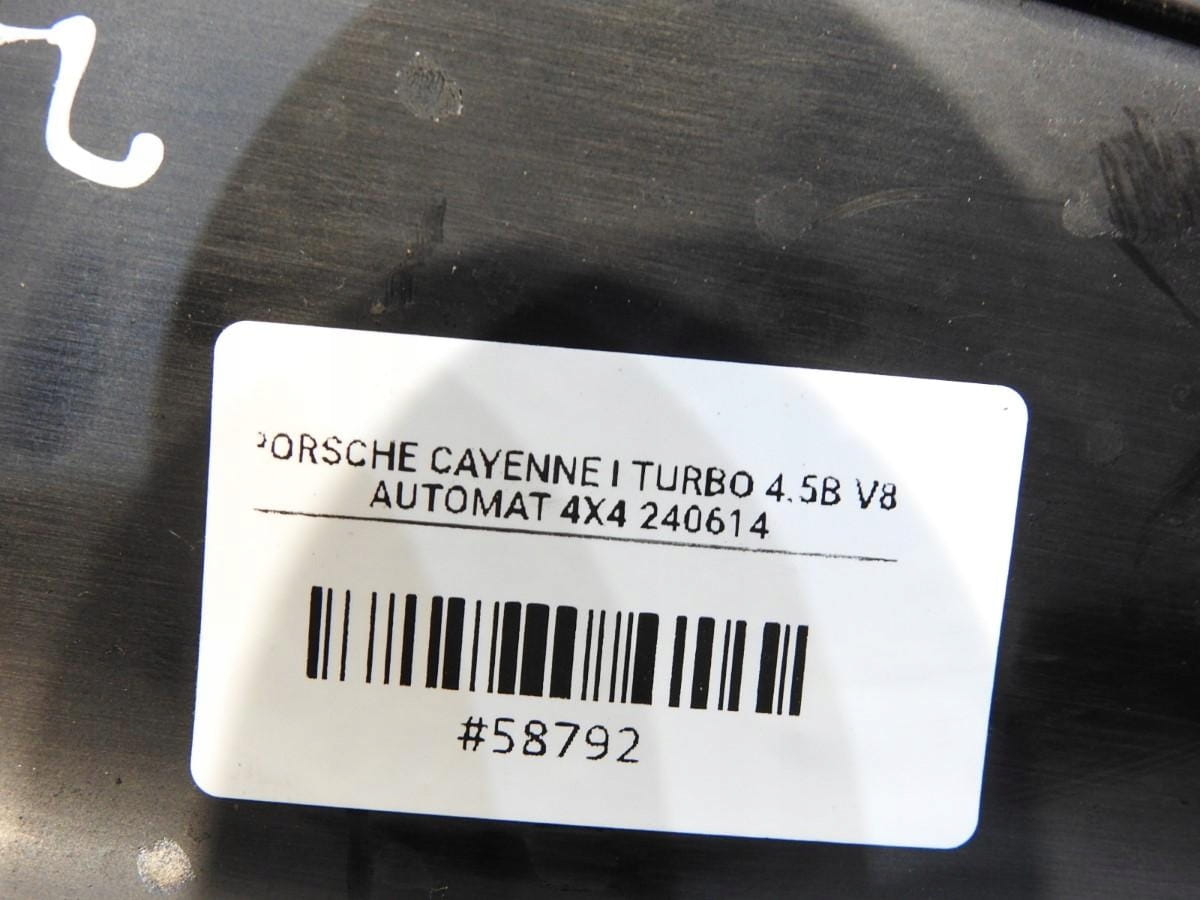 PORSCHE CAYENNE I TURBO 4.5B V8
AUTOMAT 4X4 240614
#58792